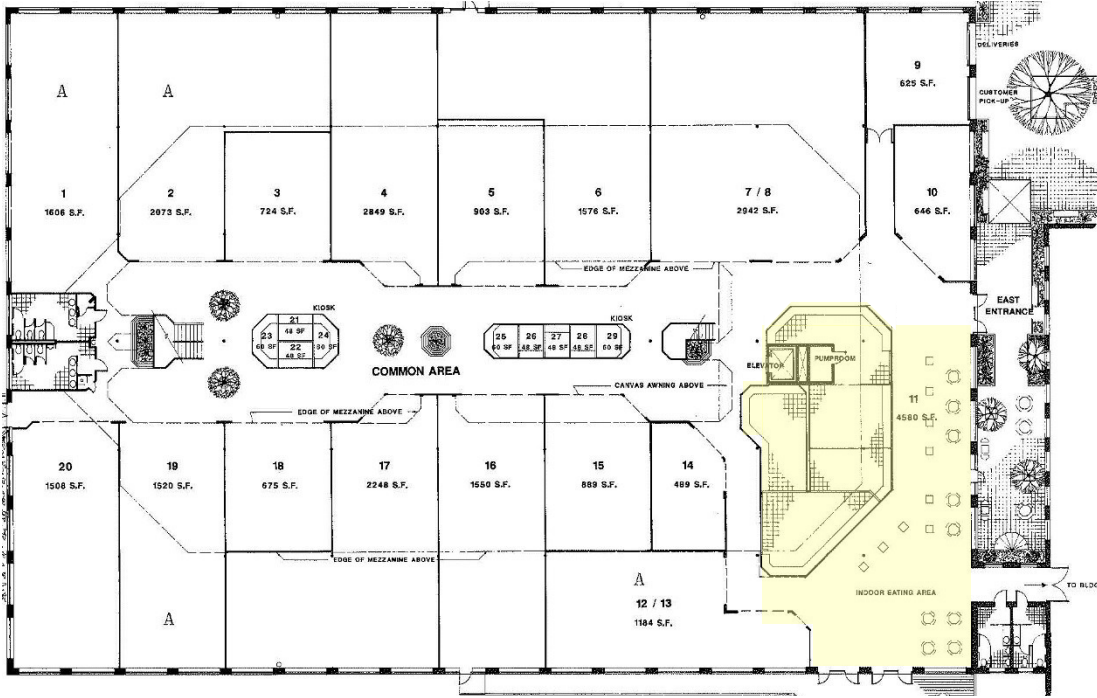 DELIVERIES
CUSTOMER
PICK-UP
A
A
9
625 S.F.
1
1606 S.F.
2
2073 S.F.
3
724 S.F.
4
2849 S.F.
5
903 S.F.
6
1576 S.F.
7 / 8
2942 S.F.
10
646 S.F.
EDGE OF MEZZANINE ABOVE
EAST
ENTRANCE
KIOSK
21
48 SF
23
60 SF
24
60 SF
22
48 SF
KIOSK
25
60 SF
26
48 SF
27
48 SF
28
48 SF
29
60 SF
COMMON AREA
ELEVATOR
PUMPROOM
CANVAS AWNING ABOVE
EDGE OF MEZZANINE ABOVE
11
4580 S.F.
20
1508 S.F.
19
1520 S.F.
18
675 S.F.
17
2248 S.F.
16
1550 S.F.
15
889 S.F.
14
489 S.F.
EDGE OF MEZZANINE ABOVE
A
A
12 / 13
1184 S.F.
INDOOR EATING AREA
TO BLDG